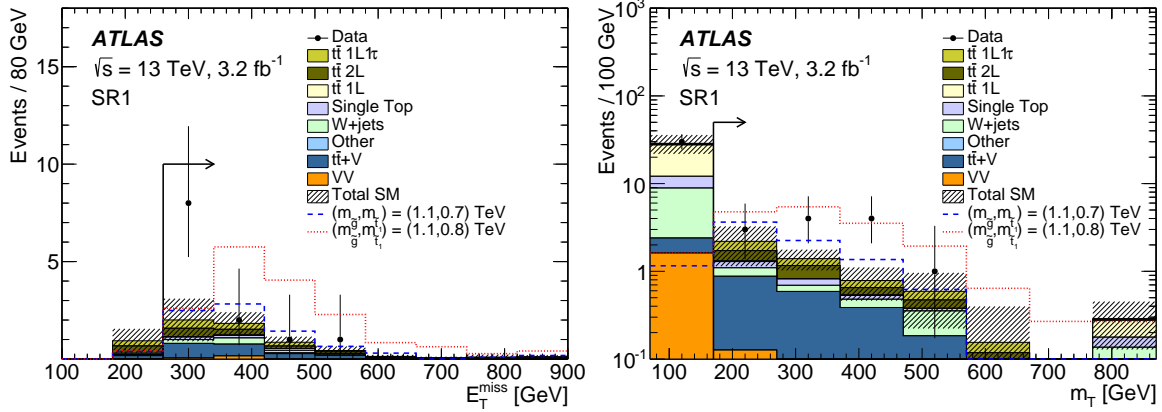 ATLAS
√s = 13 TeV, 3.2 fb⁻¹
SR1
Data
tt̄ 1L1τ
tt̄ 2L
tt̄ 1L
Single Top
W+jets
Other
tt̄+V
VV
Total SM
(m_g̃,m_t̃₁) = (1.1,0.7) TeV
(m_g̃,m_t̃₁) = (1.1,0.8) TeV
Events / 80 GeV
15
10
5
100 200 300 400 500 600 700 800 900
E_T^miss [GeV]
ATLAS
√s = 13 TeV, 3.2 fb⁻¹
SR1
Data
tt̄ 1L1τ
tt̄ 2L
tt̄ 1L
Single Top
W+jets
Other
tt̄+V
VV
Total SM
(m_g̃,m_t̃₁) = (1.1,0.7) TeV
(m_g̃,m_t̃₁) = (1.1,0.8) TeV
Events / 100 GeV
10³
10²
10
1
10⁻¹
100 200 300 400 500 600 700 800
m_T [GeV]